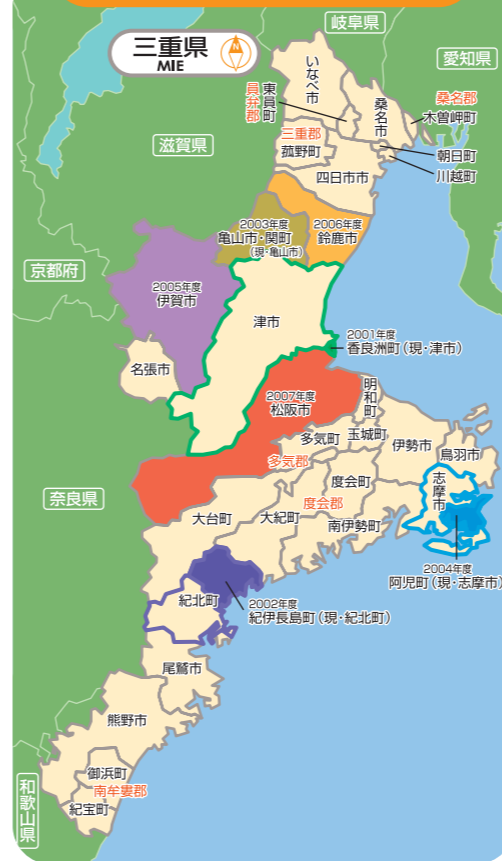 岐阜県
三重県
MIE
N
愛知県
いなべ市
東員町
員弁郡
桑名市
桑名郡
木曽岬町
滋賀県
三重郡
菰野町
朝日町
川越町
四日市市
2003年度
亀山市・関町
(現・亀山市)
2006年度
鈴鹿市
京都府
2005年度
伊賀市
津市
2001年度
香良洲町(現・津市)
名張市
2007年度
松阪市
明和町
多気町
玉城町
伊勢市
鳥羽市
多気郡
志摩市
度会町
度会郡
奈良県
大台町
大紀町
南伊勢町
2004年度
阿児町(現・志摩市)
紀北町
2002年度
紀伊長島町(現・紀北町)
尾鷲市
熊野市
御浜町
南牟婁郡
紀宝町
和歌山県